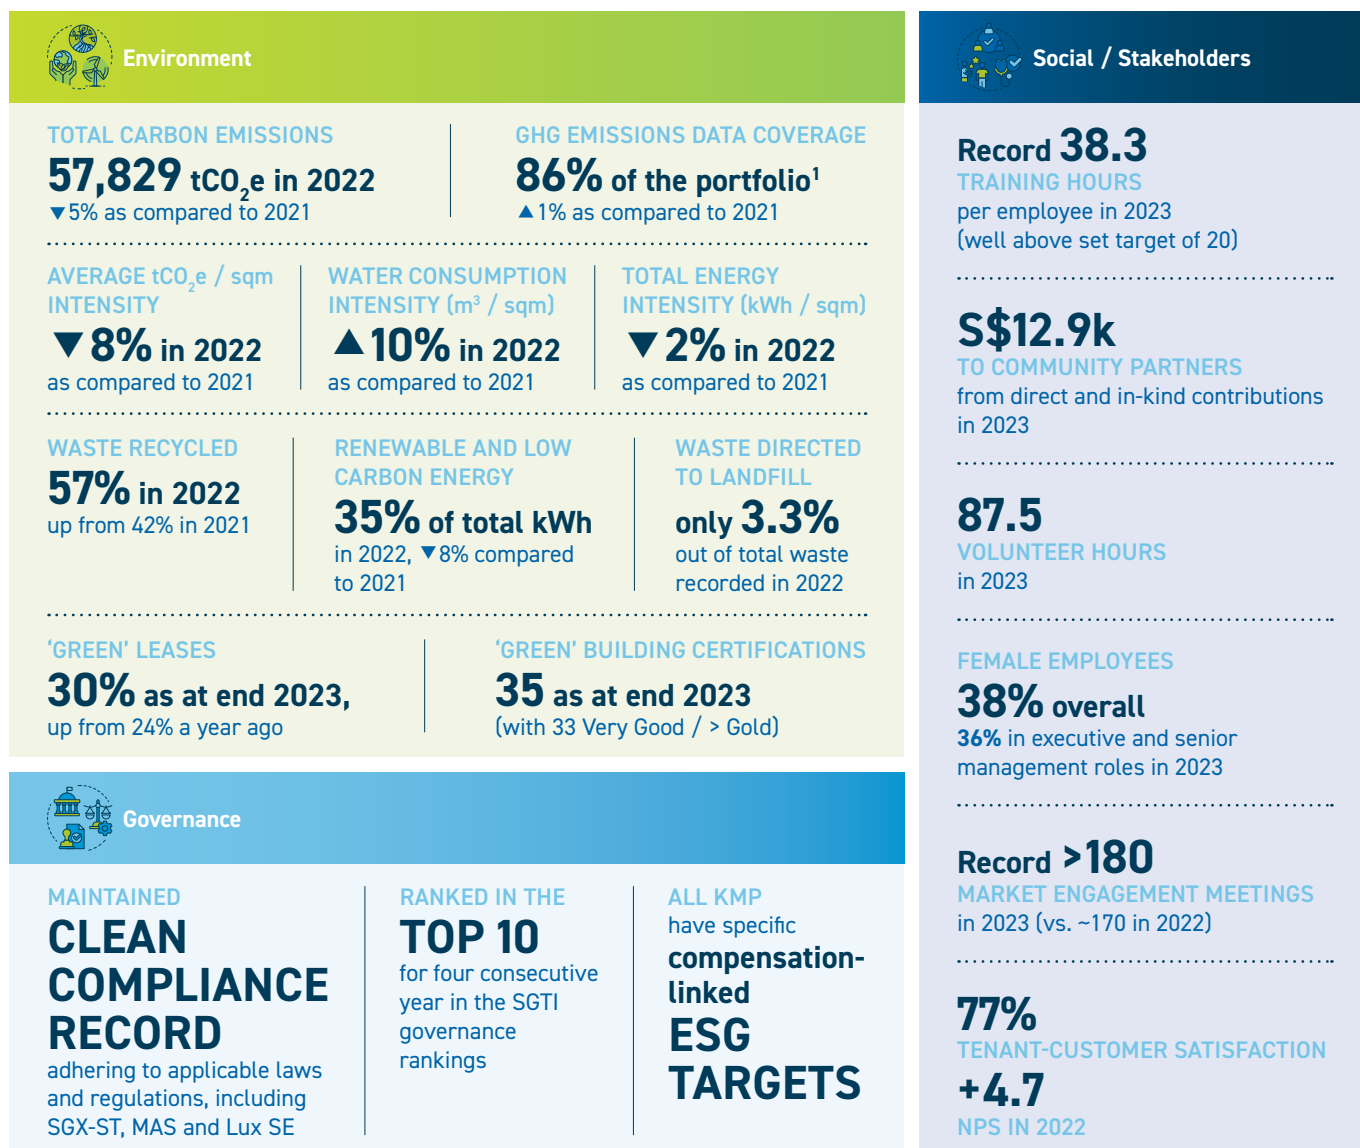 Environment
TOTAL CARBON EMISSIONS
57,829 tCO₂e in 2022
▼5% as compared to 2021
GHG EMISSIONS DATA COVERAGE
86% of the portfolio¹
▲1% as compared to 2021
AVERAGE tCO₂e / sqm
INTENSITY
▼8% in 2022
as compared to 2021
WATER CONSUMPTION
INTENSITY (m³ / sqm)
▲10% in 2022
as compared to 2021
TOTAL ENERGY
INTENSITY (kWh / sqm)
▼2% in 2022
as compared to 2021
WASTE RECYCLED
57% in 2022
up from 42% in 2021
RENEWABLE AND LOW
CARBON ENERGY
35% of total kWh
in 2022, ▼8% compared
to 2021
WASTE DIRECTED
TO LANDFILL
only 3.3%
out of total waste
recorded in 2022
‘GREEN’ LEASES
30% as at end 2023,
up from 24% a year ago
‘GREEN’ BUILDING CERTIFICATIONS
35 as at end 2023
(with 33 Very Good / > Gold)
Governance
MAINTAINED
CLEAN
COMPLIANCE
RECORD
adhering to applicable laws
and regulations, including
SGX-ST, MAS and Lux SE
RANKED IN THE
TOP 10
for four consecutive
year in the SGTI
governance
rankings
ALL KMP
have specific
compensation-
linked
ESG
TARGETS
Social / Stakeholders
Record 38.3
TRAINING HOURS
per employee in 2023
(well above set target of 20)
S$12.9k
TO COMMUNITY PARTNERS
from direct and in-kind contributions
in 2023
87.5
VOLUNTEER HOURS
in 2023
FEMALE EMPLOYEES
38% overall
36% in executive and senior
management roles in 2023
Record >180
MARKET ENGAGEMENT MEETINGS
in 2023 (vs. ~170 in 2022)
77%
TENANT-CUSTOMER SATISFACTION
+4.7
NPS IN 2022